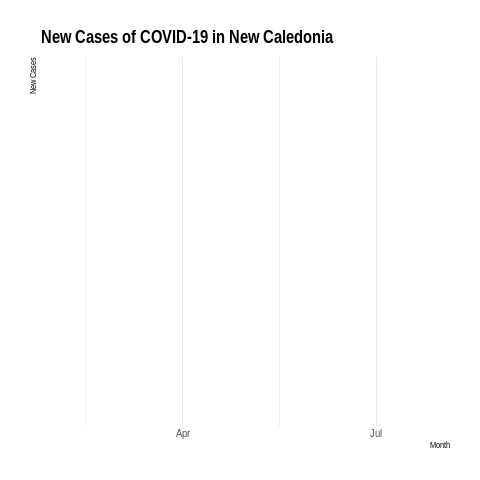 New Cases of COVID-19 in New Caledonia
New Cases
Apr
Jul
Month